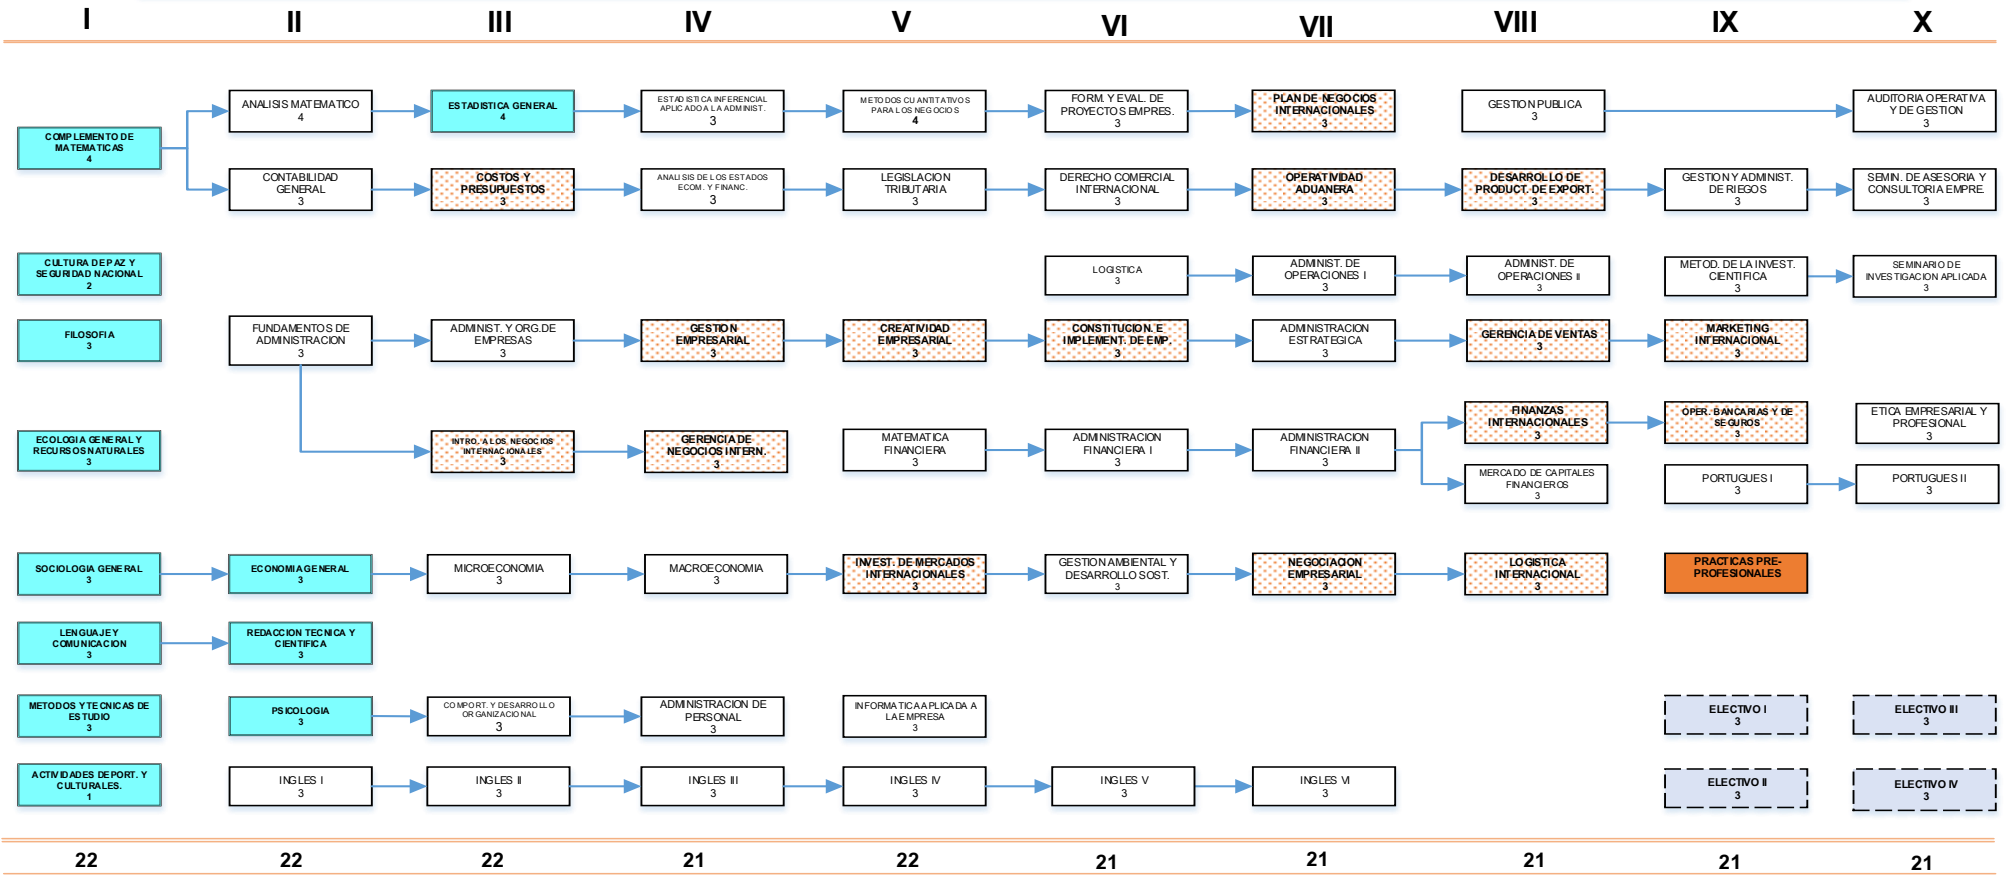 I II III IV V VI VII VIII IX X
COMPLEMENTO DE
MATEMATICAS
4
ANALISIS MATEMATICO
4
ESTADISTICA GENERAL
4
ESTADISTICA INFERENCIAL
APLICADO A LA ADMINIST.
3
METODOS CUANTITATIVOS
PARA LOS NEGOCIOS
4
FORM. Y EVAL. DE
PROYECTOS EMPRES.
3
PLAN DE NEGOCIOS
INTERNACIONALES
3
GESTION PUBLICA
3
AUDITORIA OPERATIVA
Y DE GESTION
3
CONTABILIDAD
GENERAL
3
COSTOS Y
PRESUPUESTOS
3
ANALISIS DE LOS ESTADOS
ECOM. Y FINANC.
3
LEGISLACION
TRIBUTARIA
3
DERECHO COMERCIAL
INTERNACIONAL
3
OPERATIVIDAD
ADUANERA
3
DESARROLLO DE
PRODUCT. DE EXPORT.
3
GESTION Y ADMINIST.
DE RIEGOS
3
SEMIN. DE ASESORIA Y
CONSULTORIA EMPRE.
3
CULTURA DE PAZ Y
SEGURIDAD NACIONAL
2
LOGISTICA
3
ADMINIST. DE
OPERACIONES I
3
ADMINIST. DE
OPERACIONES II
3
METOD. DE LA INVEST.
CIENTIFICA
3
SEMINARIO DE
INVESTIGACION APLICADA
3
FILOSOFIA
3
FUNDAMENTOS DE
ADMINISTRACION
3
ADMINIST. Y ORG.DE
EMPRESAS
3
GESTION
EMPRESARIAL
3
CREATIVIDAD
EMPRESARIAL
3
CONSTITUCION. E
IMPLEMENT. DE EMP.
3
ADMINISTRACION
ESTRATEGICA
3
GERENCIA DE VENTAS
3
MARKETING
INTERNACIONAL
3
ECOLOGIA GENERAL Y
RECURSOS NATURALES
3
INTRO. A LOS NEGOCIOS
INTERNACIONALES
3
GERENCIA DE
NEGOCIOS INTERN.
3
MATEMATICA
FINANCIERA
3
ADMINISTRACION
FINANCIERA I
3
ADMINISTRACION
FINANCIERA II
3
FINANZAS
INTERNACIONALES
3
OPER. BANCARIAS Y DE
SEGUROS
3
ETICA EMPRESARIAL Y
PROFESIONAL
3
MERCADO DE CAPITALES
FINANCIEROS
3
PORTUGUES I
3
PORTUGUES II
3
SOCIOLOGIA GENERAL
3
ECONOMIA GENERAL
3
MICROECONOMIA
3
MACROECONOMIA
3
INVEST. DE MERCADOS
INTERNACIONALES
3
GESTION AMBIENTAL Y
DESARROLLO SOST.
3
NEGOCIACION
EMPRESARIAL
3
LOGISTICA
INTERNACIONAL
3
PRACTICAS PRE-
PROFESIONALES
LENGUAJE Y
COMUNICACION
3
REDACCION TECNICA Y
CIENTIFICA
3
METODOS Y TECNICAS DE
ESTUDIO
3
PSICOLOGIA
3
COMPORT. Y DESARROLLO
ORGANIZACIONAL
3
ADMINISTRACION DE
PERSONAL
3
INFORMATICA APLICADA A
LA EMPRESA
3
ELECTIVO I
3
ELECTIVO III
3
ACTIVIDADES DEPORT. Y
CULTURALES.
1
INGLES I
3
INGLES II
3
INGLES III
3
INGLES IV
3
INGLES V
3
INGLES VI
3
ELECTIVO II
3
ELECTIVO IV
3
22 22 22 21 22 21 21 21 21 21